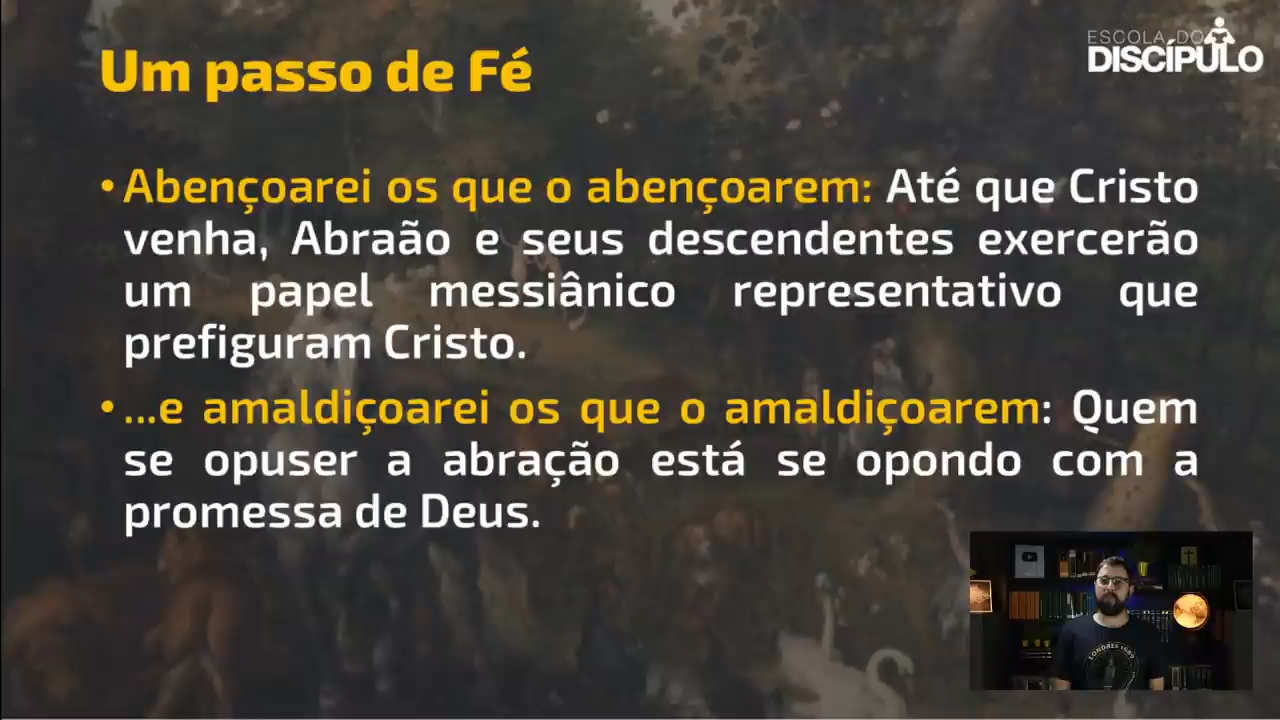 Um passo de Fé
ESCOLA DO
DISCÍPULO
•Abençoarei os que o abençoarem: Até que Cristo
venha, Abraão e seus descendentes exercerão
um papel messiânico representativo que
prefiguram Cristo.
•...e amaldiçoarei os que o amaldiçoarem: Quem
se opuser a abração está se opondo com a
promessa de Deus.
LONDRES 1689